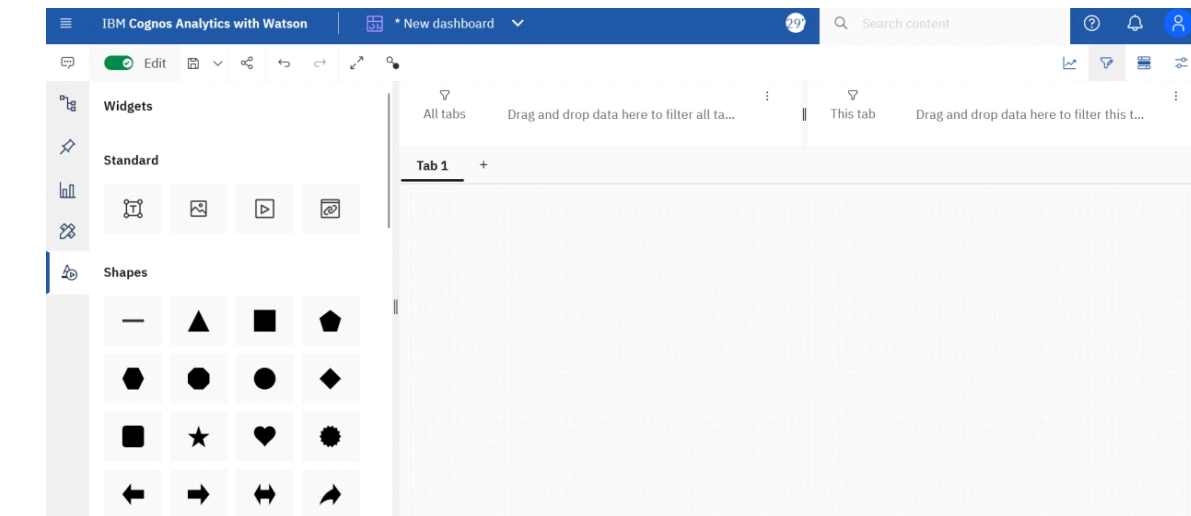 IBM Cognos Analytics with Watson
* New dashboard
Search content
Edit
Widgets
All tabs
Drag and drop data here to filter all ta...
This tab
Drag and drop data here to filter this t...
Standard
Tab 1 +
Shapes